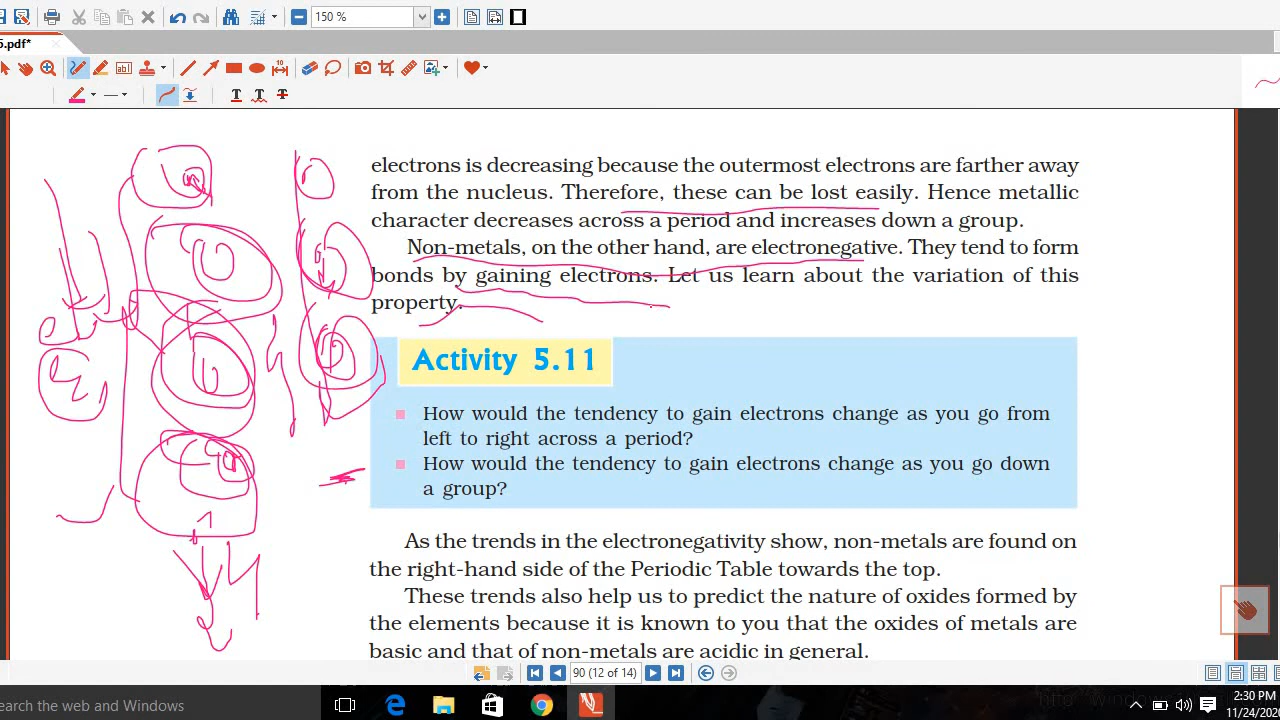 150 %
5.pdf*
electrons is decreasing because the outermost electrons are farther away
from the nucleus. Therefore, these can be lost easily. Hence metallic
character decreases across a period and increases down a group.
Non-metals, on the other hand, are electronegative. They tend to form
bonds by gaining electrons. Let us learn about the variation of this
property.
Activity 5.11
How would the tendency to gain electrons change as you go from
left to right across a period?
How would the tendency to gain electrons change as you go down
a group?
As the trends in the electronegativity show, non-metals are found on
the right-hand side of the Periodic Table towards the top.
These trends also help us to predict the nature of oxides formed by
the elements because it is known to you that the oxides of metals are
basic and that of non-metals are acidic in general.
90 (12 of 14)
earch the web and Windows
2:30 PM
11/24/202